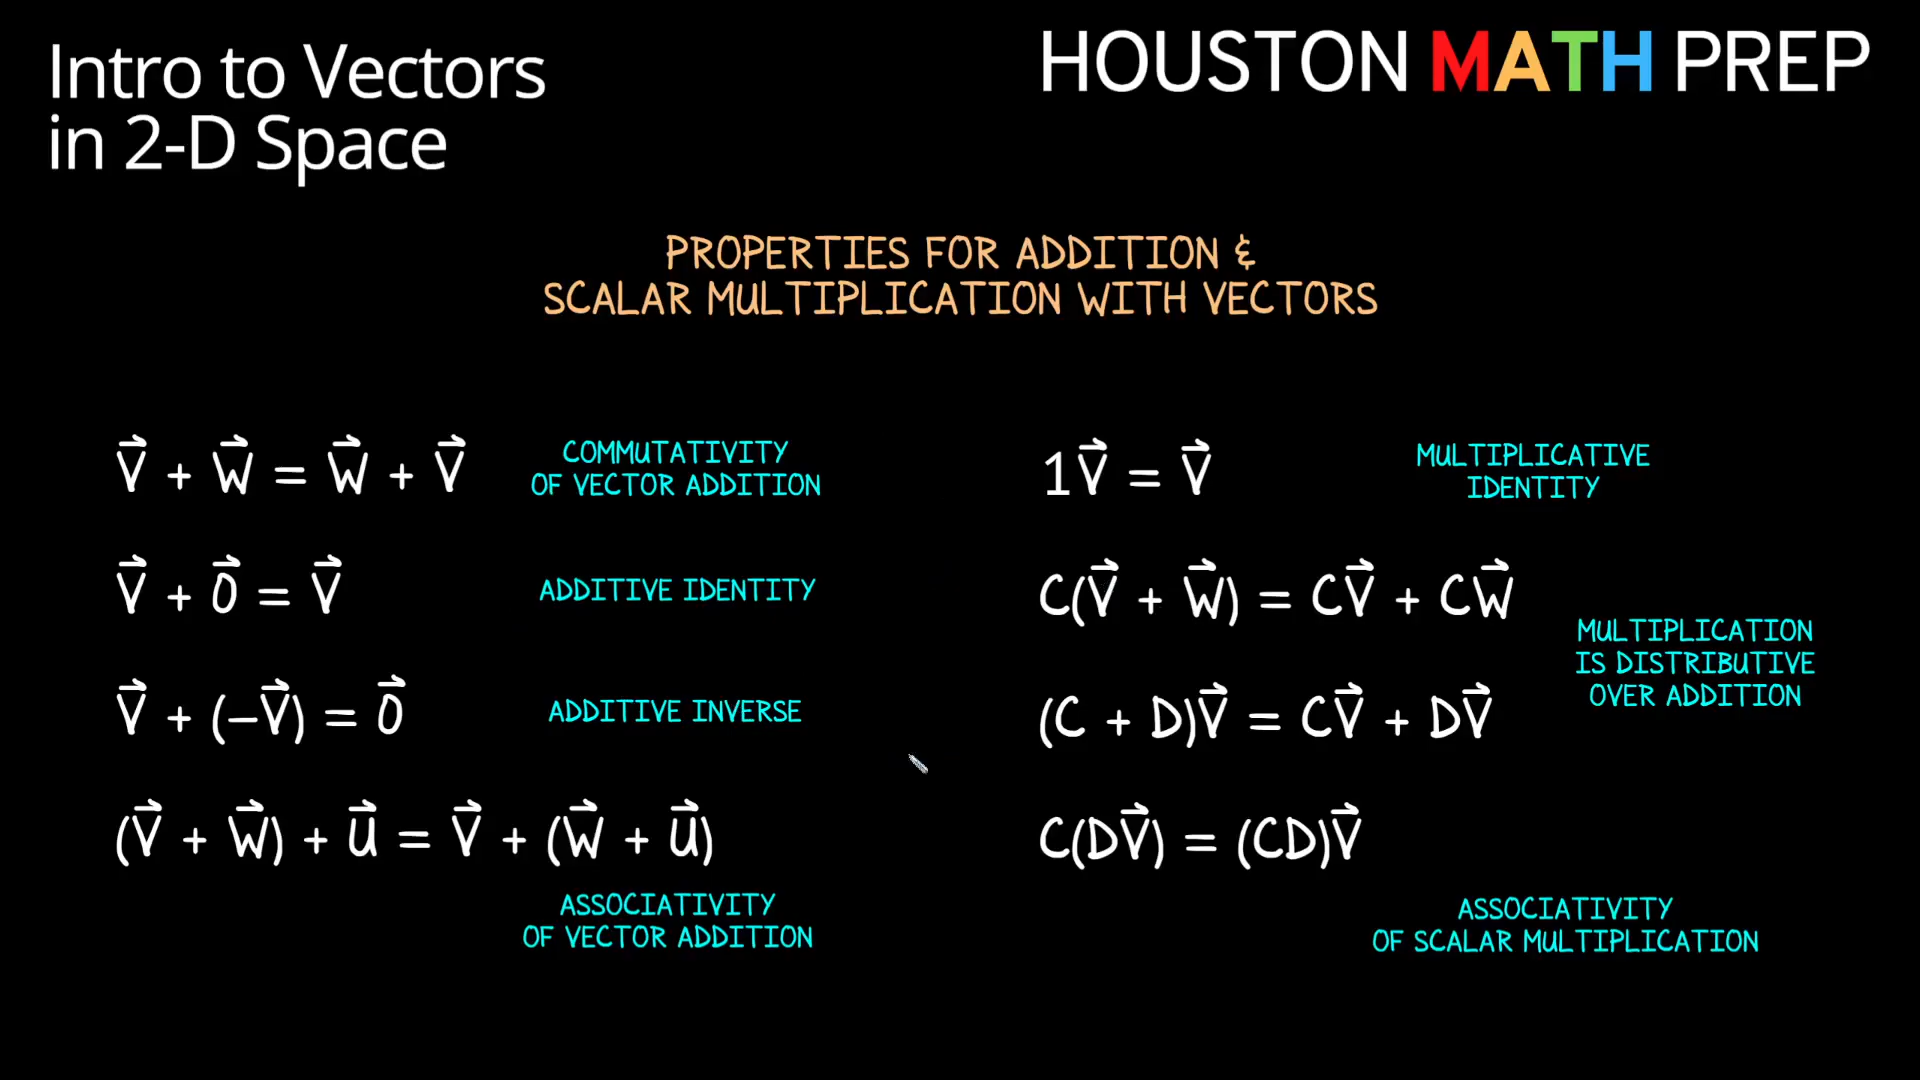 Intro to Vectors
in 2-D Space
HOUSTON MATH PREP
PROPERTIES FOR ADDITION &
SCALAR MULTIPLICATION WITH VECTORS
V⃗ + W⃗ = W⃗ + V⃗
COMMUTATIVITY
OF VECTOR ADDITION
V⃗ + 0⃗ = V⃗
ADDITIVE IDENTITY
V⃗ + (−V⃗) = 0⃗
ADDITIVE INVERSE
(V⃗ + W⃗) + U⃗ = V⃗ + (W⃗ + U⃗)
ASSOCIATIVITY
OF VECTOR ADDITION
1V⃗ = V⃗
MULTIPLICATIVE
IDENTITY
C(V⃗ + W⃗) = CV⃗ + CW⃗
(C + D)V⃗ = CV⃗ + DV⃗
MULTIPLICATION
IS DISTRIBUTIVE
OVER ADDITION
C(DV⃗) = (CD)V⃗
ASSOCIATIVITY
OF SCALAR MULTIPLICATION